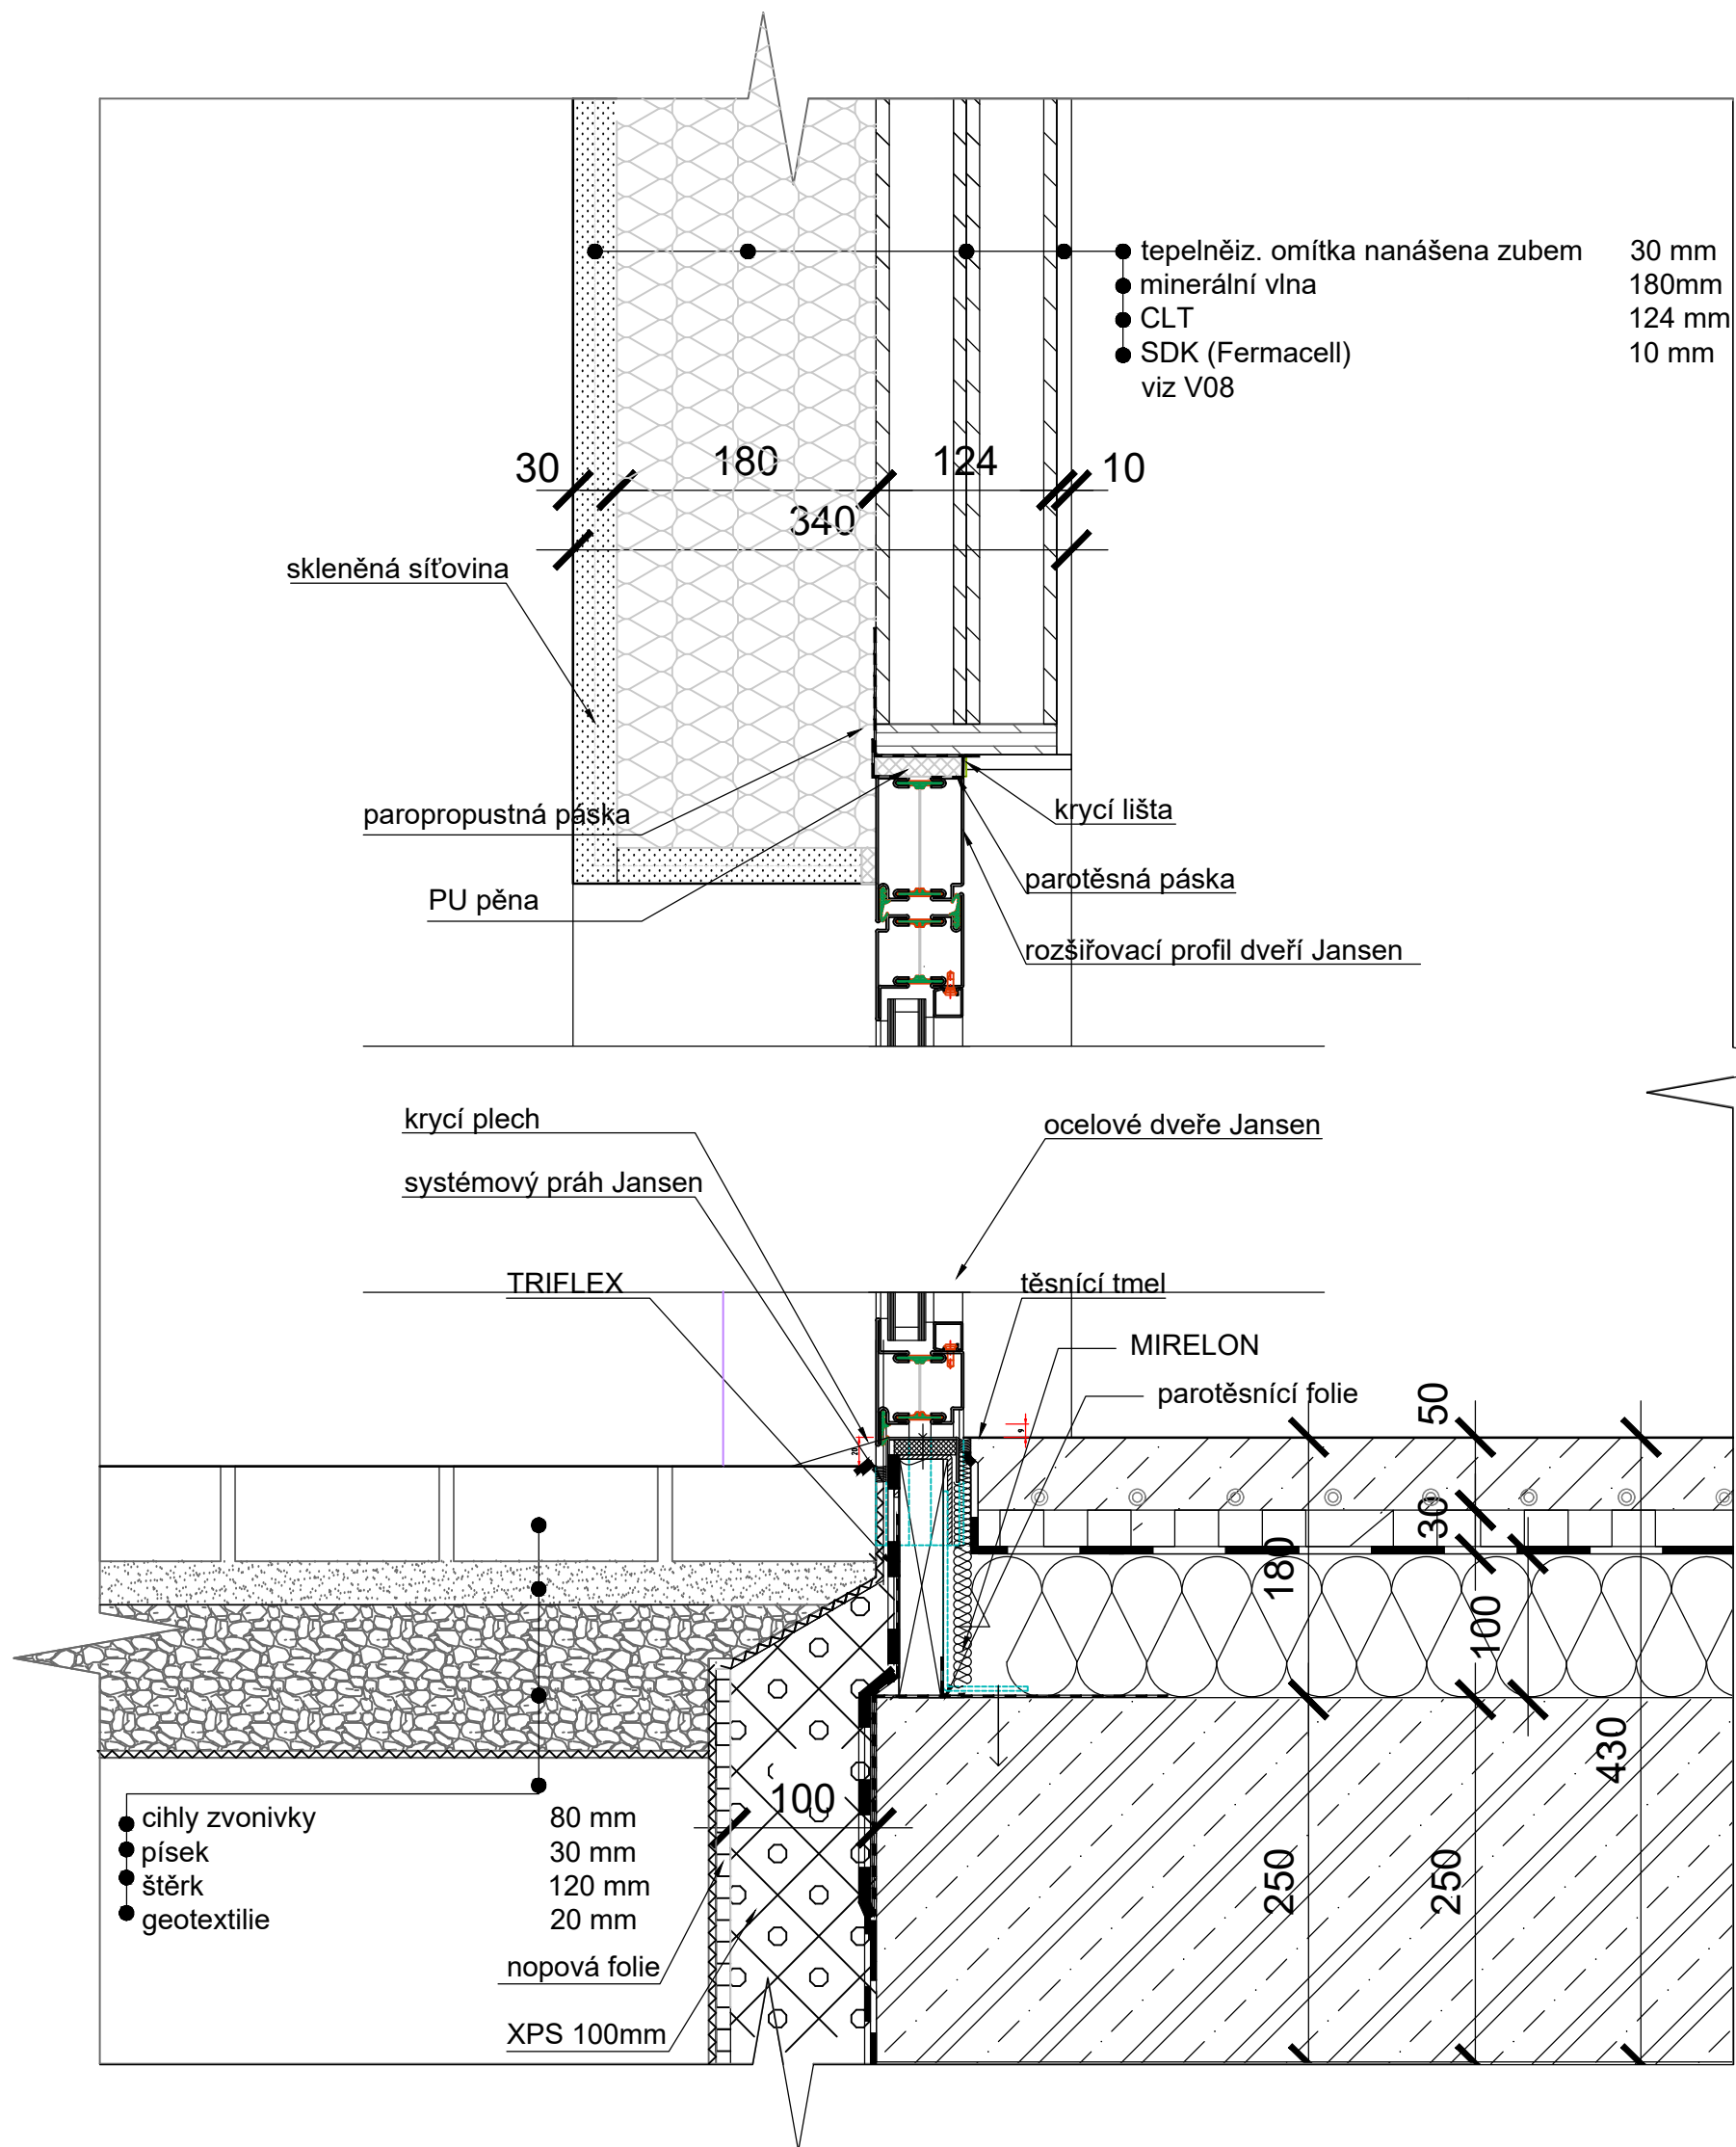 tepelněiz. omítka nanášena zubem 30 mm
minerální vlna 180mm
CLT 124 mm
SDK (Fermacell) 10 mm
viz V08
30 180 124 10
340
skleněná síťovina
paropropustná páska
krycí lišta
parotěsná páska
PU pěna
rozšiřovací profil dveří Jansen
krycí plech
ocelové dveře Jansen
systémový práh Jansen
TRIFLEX
těsnící tmel
MIRELON
parotěsnící folie
50
9
20
30
180
100
430
100
cihly zvonivky 80 mm
písek 30 mm
štěrk 120 mm
geotextilie 20 mm
250
250
nopová folie
XPS 100mm